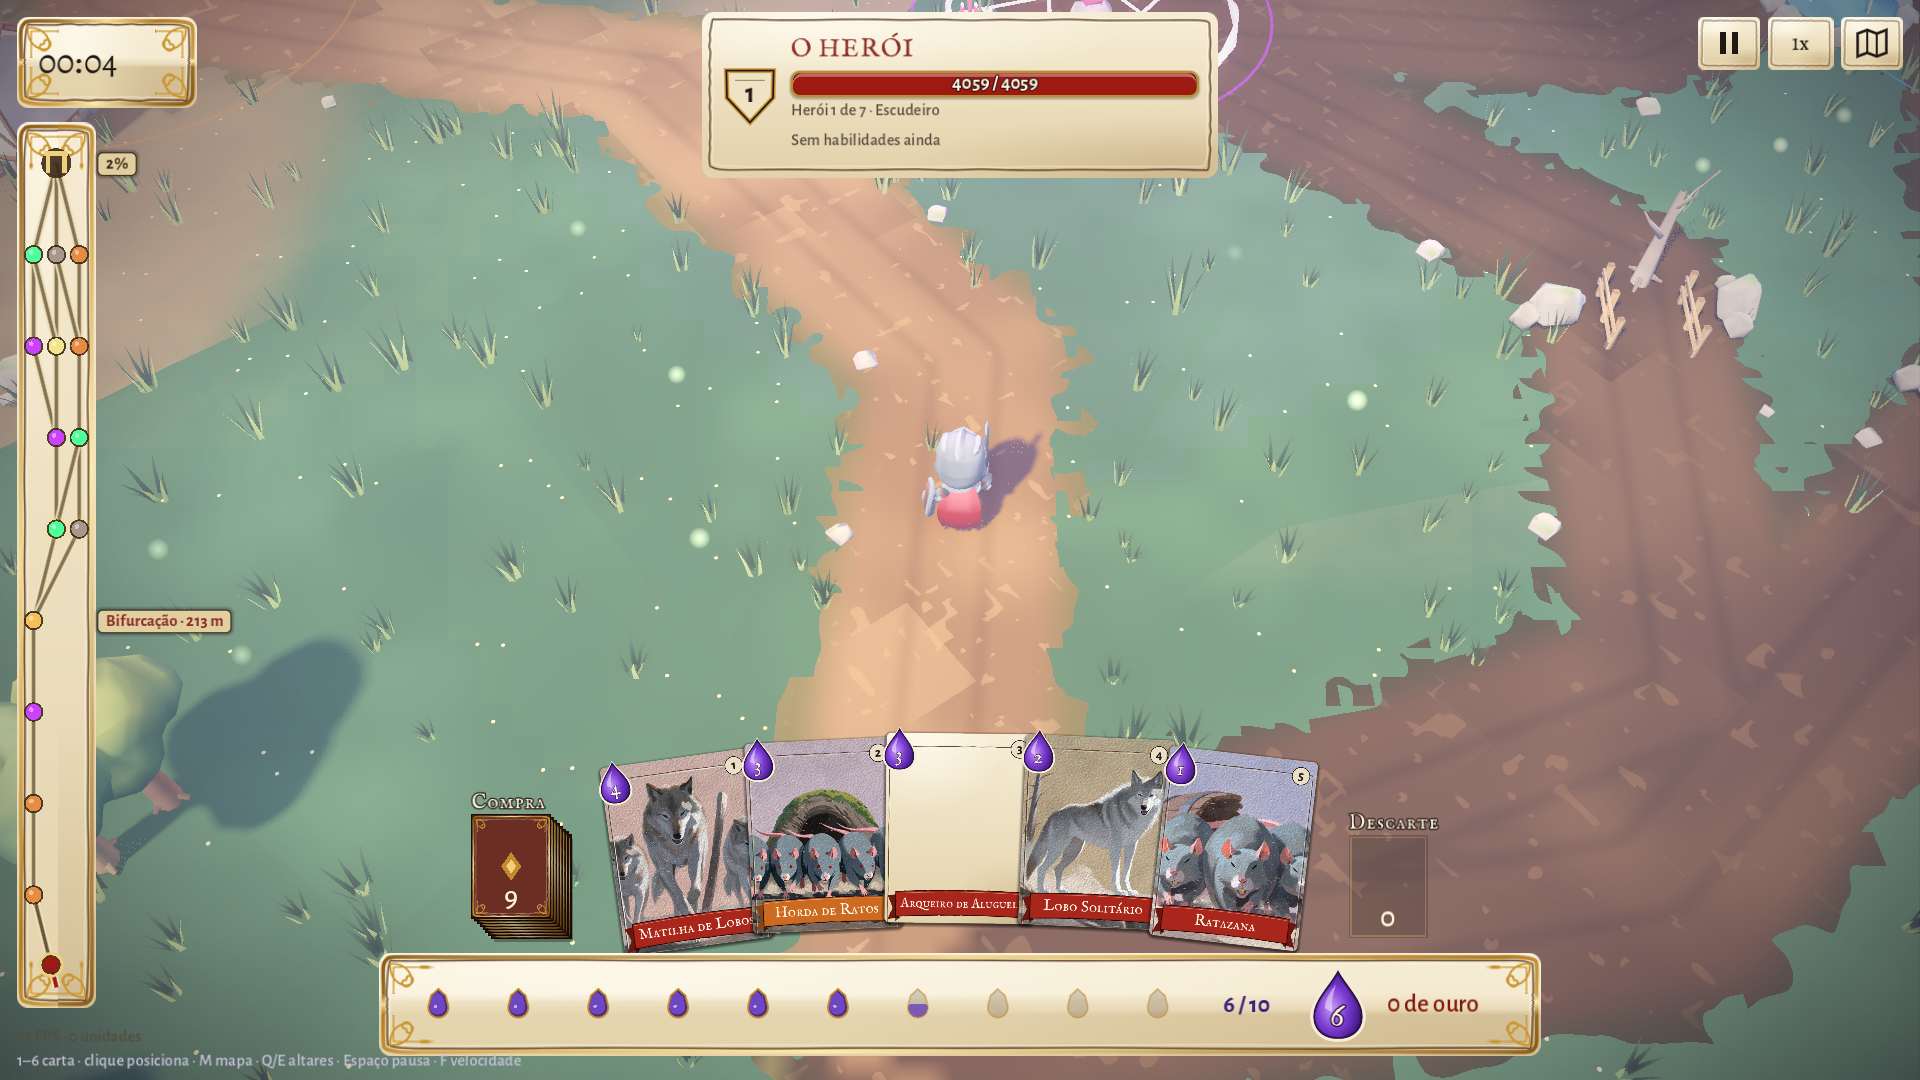 00:04
O HERÓI
1
4059 / 4059
Herói 1 de 7 · Escudeiro
Sem habilidades ainda
1x
2%
Bifurcação · 213 m
COMPRA
9
4
1
MATILHA DE LOBOS
3
2
HORDA DE RATOS
3
3
ARQUEIRO DE ALUGUEL
2
4
LOBO SOLITÁRIO
1
5
RATAZANA
DESCARTE
0
6/10
6
0 de ouro
FPS · 0 unidades
1–6 carta · clique posiciona · M mapa · Q/E altares · Espaço pausa · F velocidade